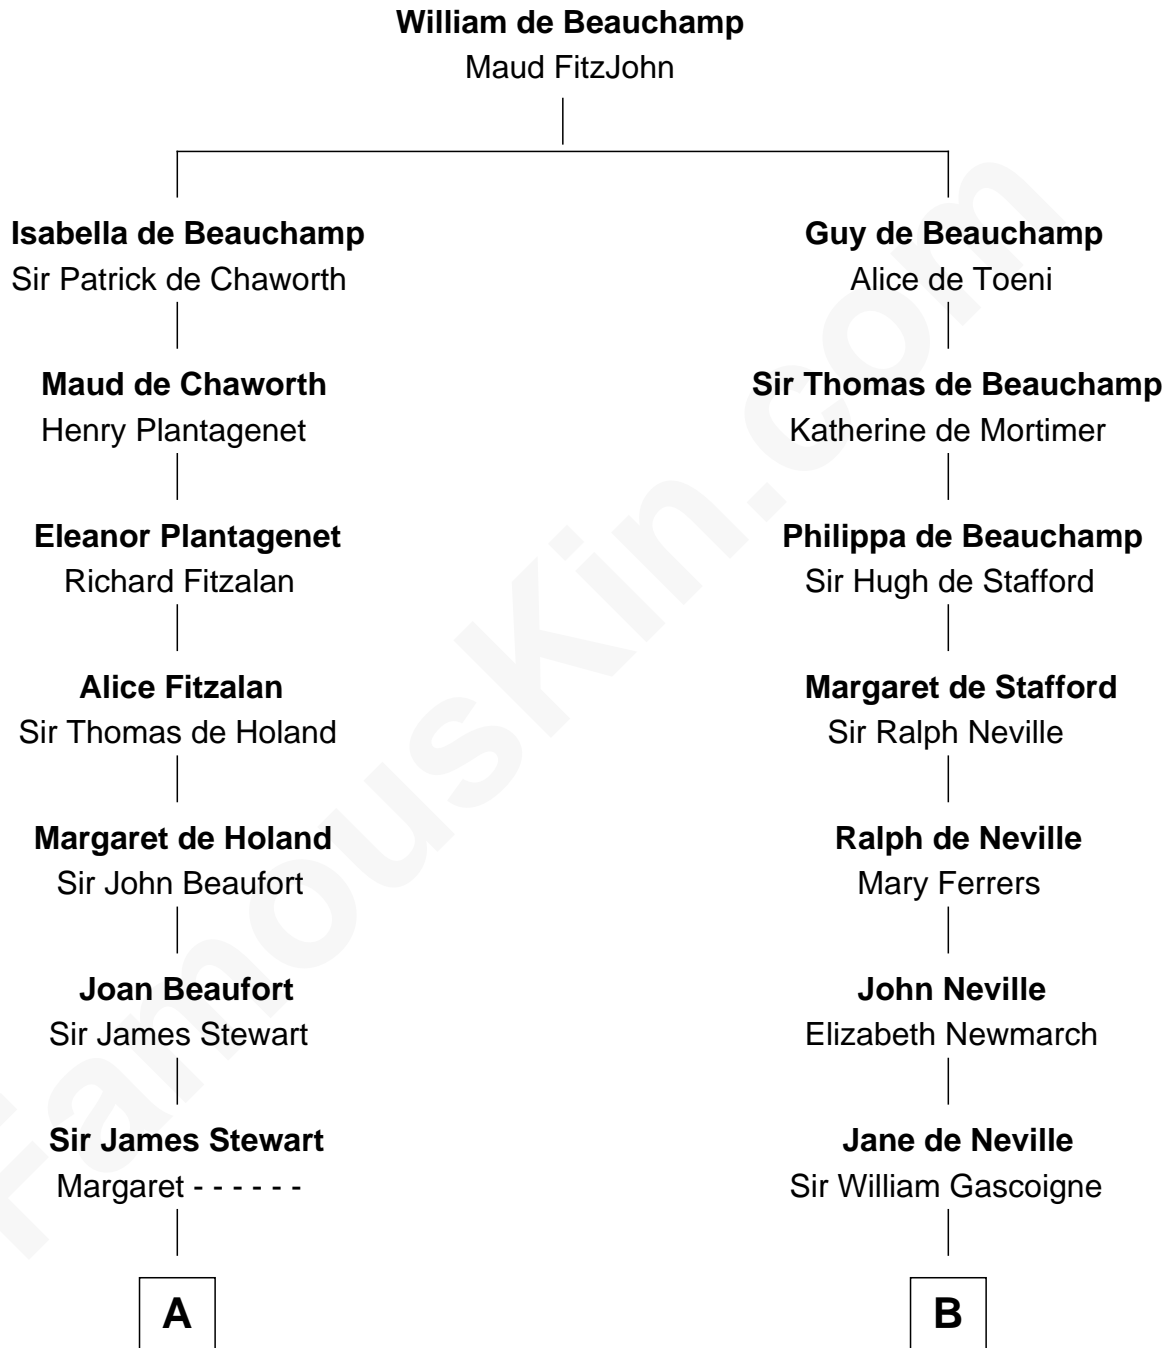 William de Beauchamp
Maud FitzJohn
Isabella de Beauchamp
Sir Patrick de Chaworth
Guy de Beauchamp
Alice de Toeni
Maud de Chaworth
Henry Plantagenet
Sir Thomas de Beauchamp
Katherine de Mortimer
Eleanor Plantagenet
Richard Fitzalan
Philippa de Beauchamp
Sir Hugh de Stafford
Alice Fitzalan
Sir Thomas de Holand
Margaret de Stafford
Sir Ralph Neville
Margaret de Holand
Sir John Beaufort
Ralph de Neville
Mary Ferrers
Joan Beaufort
Sir James Stewart
John Neville
Elizabeth Newmarch
Sir James Stewart
Margaret - - - - - -
Jane de Neville
Sir William Gascoigne
A
B
FamousKin.com